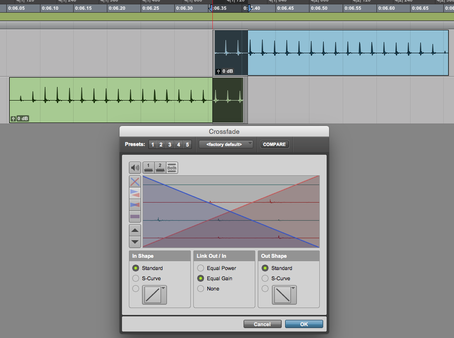 0:06.05 0:06.10 0:06.15 0:06.20 0:06.25 0:06.30 0:06.35 0:06.40 0:06.45 0:06.50 0:06.55 0:06.60
0 dB
0 dB
Crossfade
Presets: 1 2 3 4 5 <factory default> COMPARE
1 2
In Shape
Standard
S-Curve
Link Out / In
Equal Power
Equal Gain
None
Out Shape
Standard
S-Curve
Cancel OK